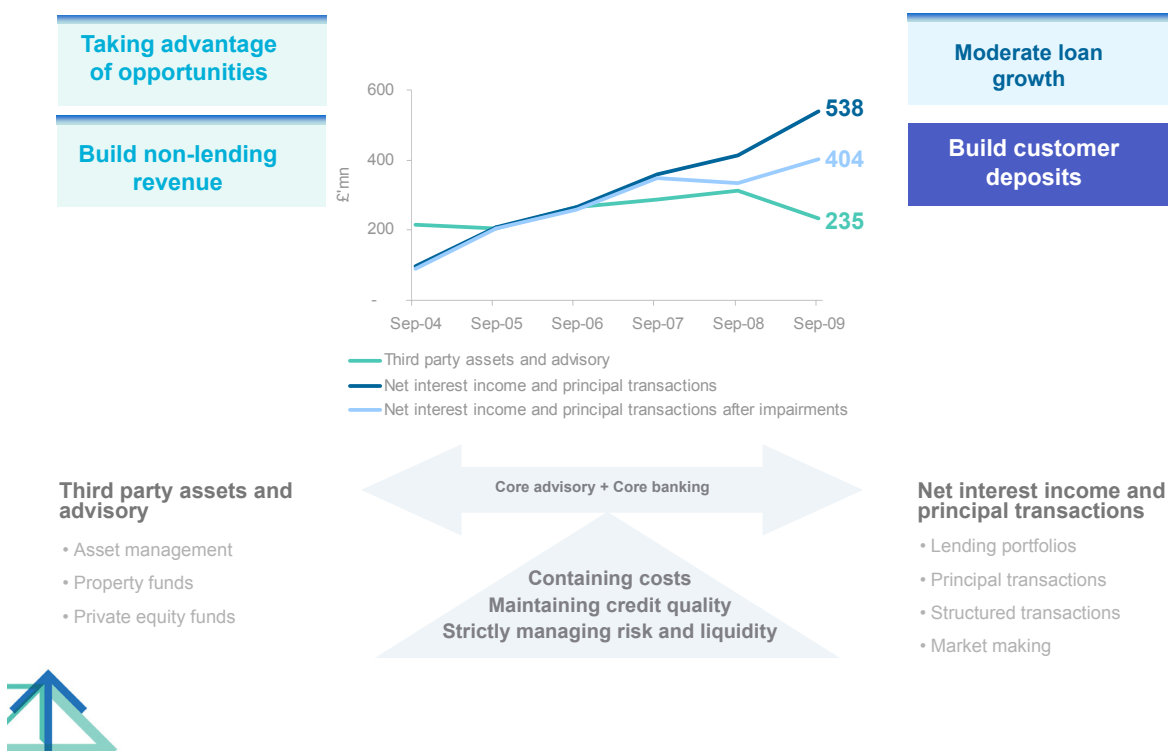 Taking advantage
of opportunities
Build non-lending
revenue
Moderate loan
growth
Build customer
deposits
£'mn
600
400
200
-
538
404
235
Sep-04 Sep-05 Sep-06 Sep-07 Sep-08 Sep-09
Third party assets and advisory
Net interest income and principal transactions
Net interest income and principal transactions after impairments
Third party assets and
advisory
• Asset management
• Property funds
• Private equity funds
Core advisory + Core banking
Containing costs
Maintaining credit quality
Strictly managing risk and liquidity
Net interest income and
principal transactions
• Lending portfolios
• Principal transactions
• Structured transactions
• Market making